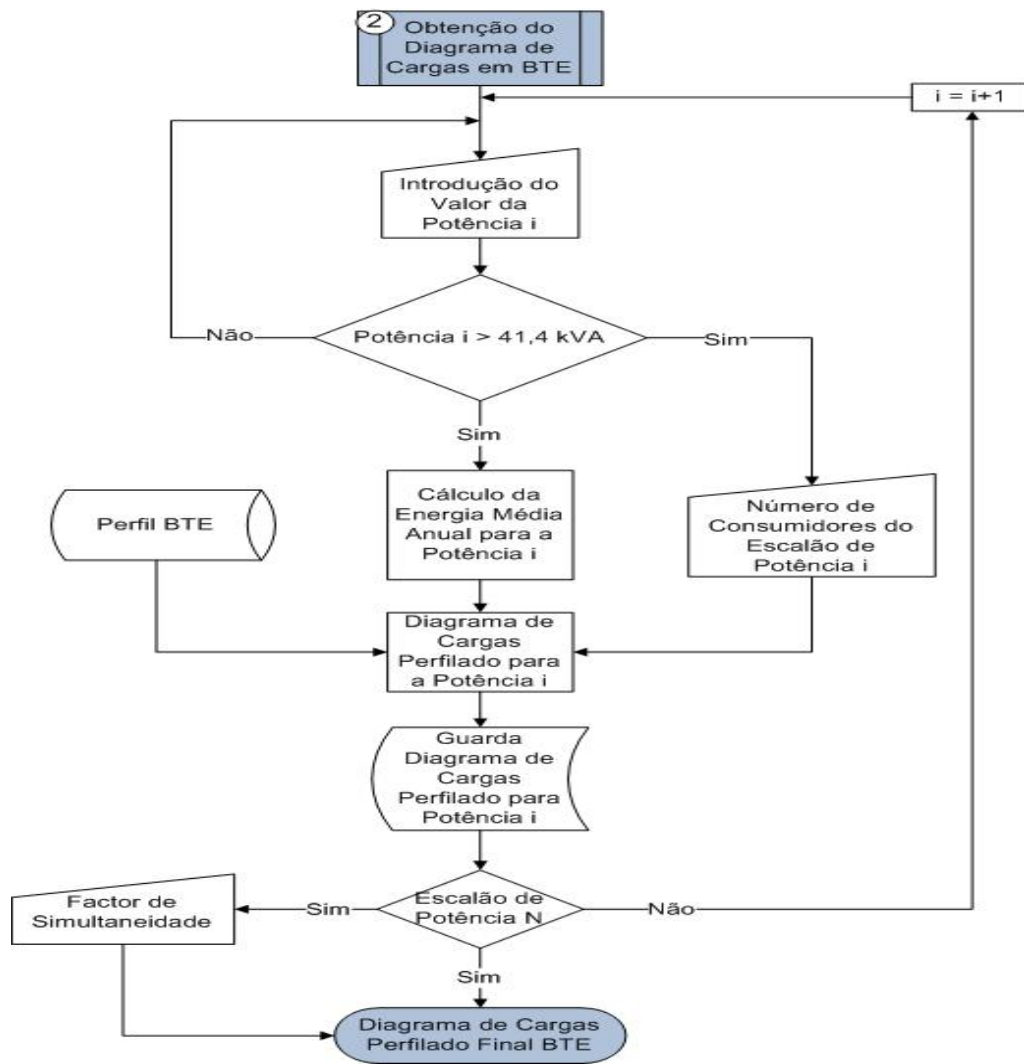 2
Obtenção do
Diagrama de
Cargas em BTE
i = i+1
Introdução do
Valor da
Potência i
Não
Potência i > 41,4 kVA
Sim
Sim
Perfil BTE
Cálculo da
Energia Média
Anual para a
Potência i
Número de
Consumidores do
Escalão de
Potência i
Diagrama de
Cargas
Perfilado para
a Potência i
Guarda
Diagrama de
Cargas
Perfilado para
Potência i
Factor de
Simultaneidade
Sim
Escalão de
Potência N
Não
Sim
Diagrama de Cargas
Perfilado Final BTE